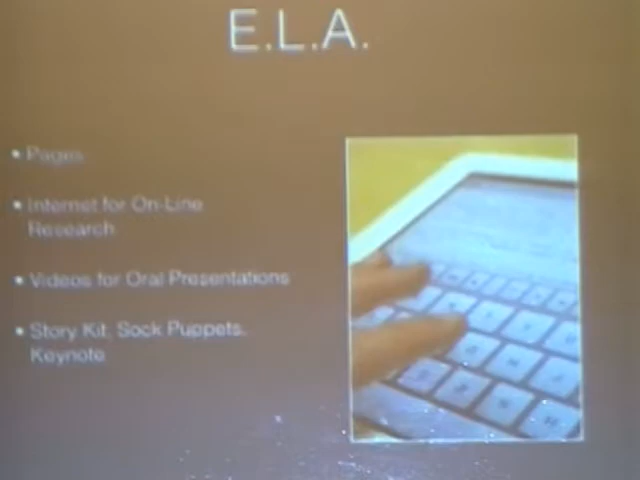 E.L.A.
• Pages
• Internet for On-Line
Research
• Videos for Oral Presentations
• Story Kit, Sock Puppets,
Keynote